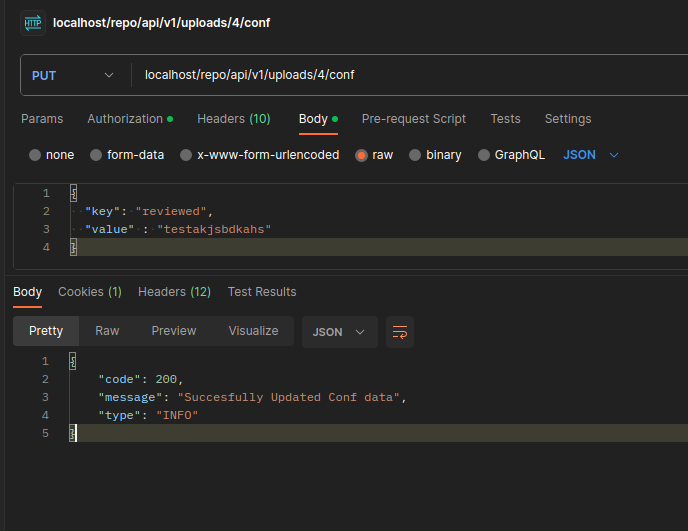 HTTP localhost/repo/api/v1/uploads/4/conf
PUT localhost/repo/api/v1/uploads/4/conf
Params Authorization Headers (10) Body Pre-request Script Tests Settings
none form-data x-www-form-urlencoded raw binary GraphQL JSON
1 {
2 "key": "reviewed",
3 "value" : "testakjsbdkahs"
4 }
Body Cookies (1) Headers (12) Test Results
Pretty Raw Preview Visualize JSON
1 {
2 "code": 200,
3 "message": "Succesfully Updated Conf data",
4 "type": "INFO"
5 }